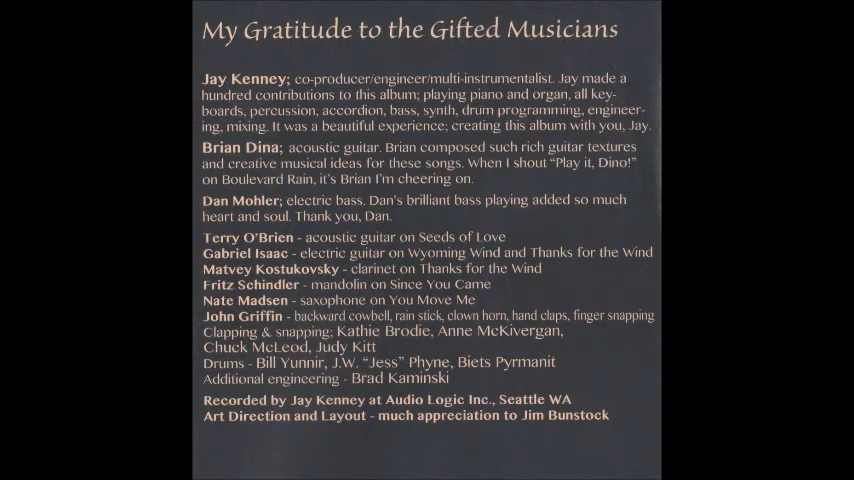 My Gratitude to the Gifted Musicians
Jay Kenney; co-producer/engineer/multi-instrumentalist. Jay made a
hundred contributions to this album; playing piano and organ, all key-
boards, percussion, accordion, bass, synth, drum programming, engineer-
ing, mixing. It was a beautiful experience; creating this album with you, Jay.
Brian Dina; acoustic guitar. Brian composed such rich guitar textures
and creative musical ideas for these songs. When I shout “Play it, Dino!”
on Boulevard Rain, it's Brian I'm cheering on.
Dan Mohler; electric bass. Dan's brilliant bass playing added so much
heart and soul. Thank you, Dan.
Terry O'Brien - acoustic guitar on Seeds of Love
Gabriel Isaac - electric guitar on Wyoming Wind and Thanks for the Wind
Matvey Kostukovsky - clarinet on Thanks for the Wind
Fritz Schindler - mandolin on Since You Came
Nate Madsen - saxophone on You Move Me
John Griffin - backward cowbell, rain stick, clown horn, hand claps, finger snapping
Clapping & snapping; Kathie Brodie, Anne McKivergan,
Chuck McLeod, Judy Kitt
Drums - Bill Yunnir, J.W. “Jess” Phyne, Biets Pyrmanit
Additional engineering - Brad Kaminski
Recorded by Jay Kenney at Audio Logic Inc., Seattle WA
Art Direction and Layout - much appreciation to Jim Bunstock